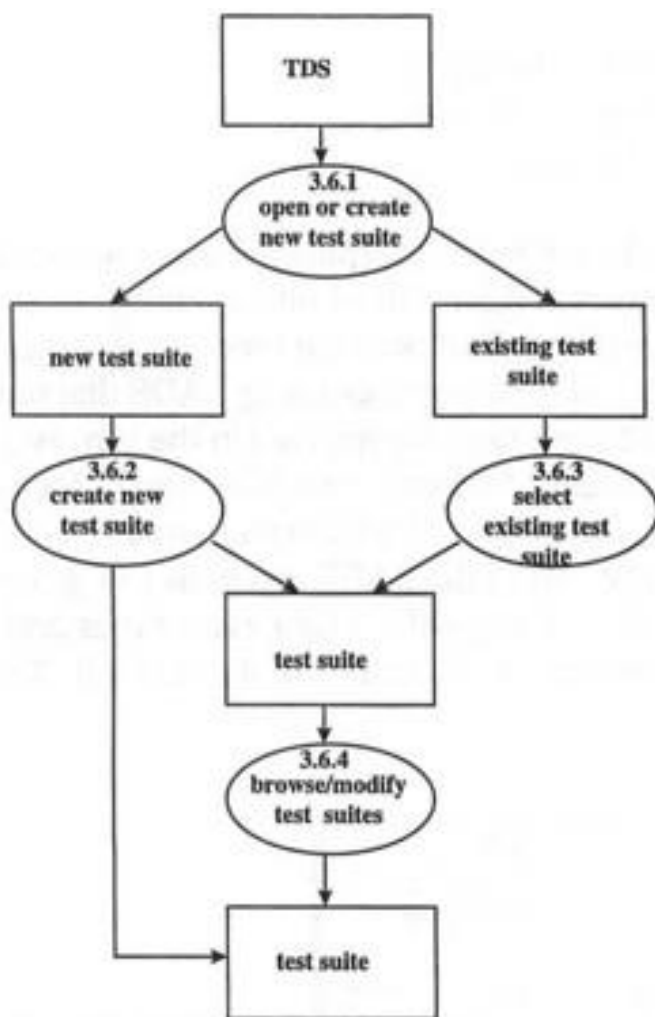 TDS
3.6.1
open or create
new test suite
new test suite
existing test
suite
3.6.2
create new
test suite
3.6.3
select
existing test
suite
test suite
3.6.4
browse/modify
test suites
test suite